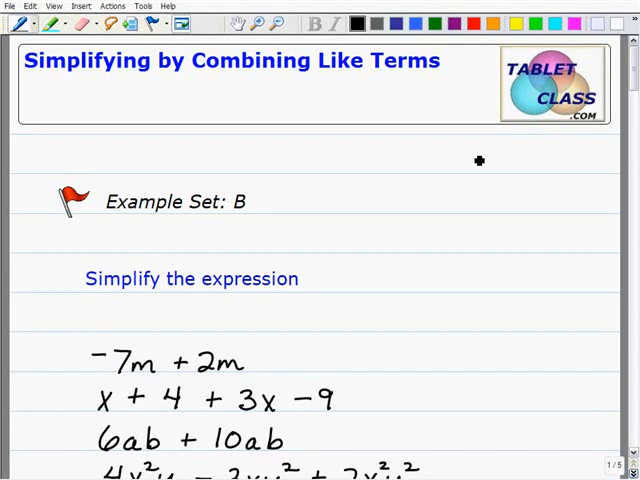 File Edit View Insert Actions Tools Help
B I
Simplifying by Combining Like Terms
TABLET
CLASS
.COM
Example Set: B
Simplify the expression
-7m + 2m
x + 4 + 3x - 9
6ab + 10ab
1/5